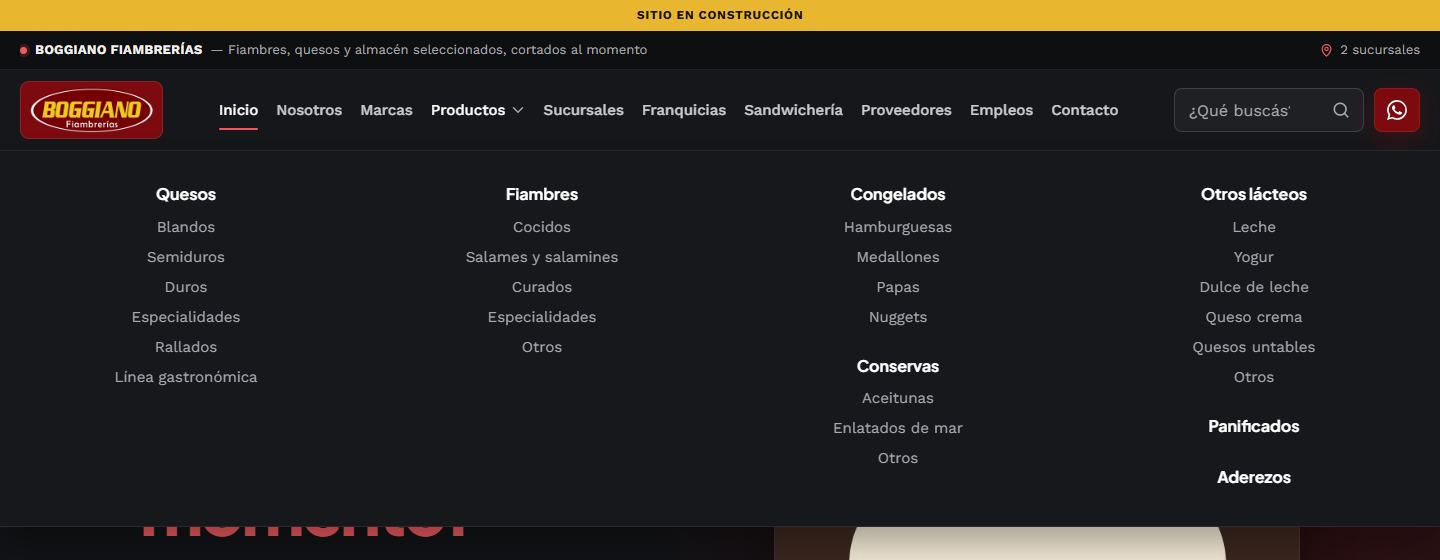 SITIO EN CONSTRUCCIÓN
BOGGIANO FIAMBRERÍAS — Fiambres, quesos y almacén seleccionados, cortados al momento
2 sucursales
BOGGIANO
Fiambrerías
Inicio Nosotros Marcas Productos Sucursales Franquicias Sandwichería Proveedores Empleos Contacto
¿Qué buscás
Quesos
Blandos
Semiduros
Duros
Especialidades
Rallados
Línea gastronómica
Fiambres
Cocidos
Salames y salamines
Curados
Especialidades
Otros
Congelados
Hamburguesas
Medallones
Papas
Nuggets
Conservas
Aceitunas
Enlatados de mar
Otros
Otros lácteos
Leche
Yogur
Dulce de leche
Queso crema
Quesos untables
Otros
Panificados
Aderezos